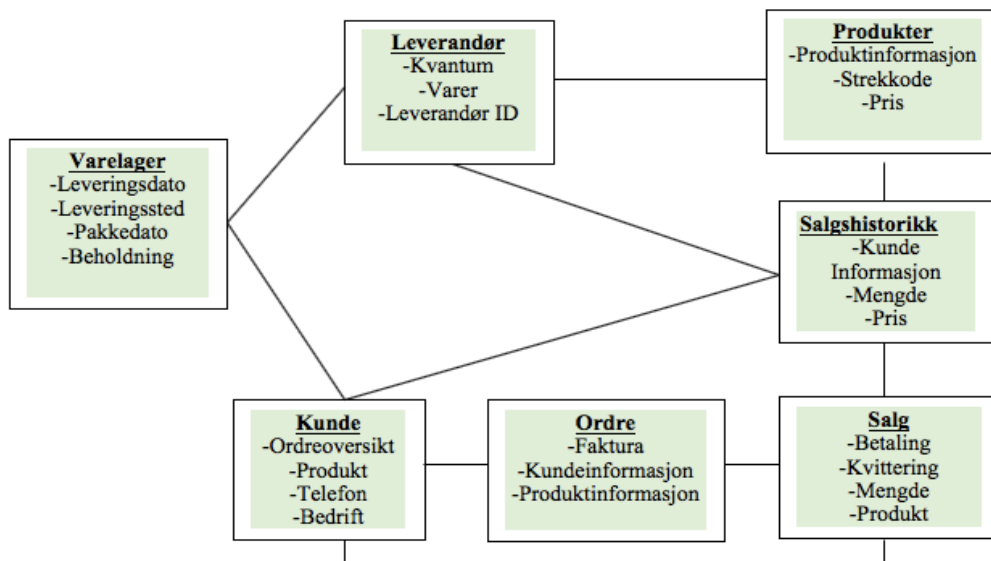 Leverandør
-Kvantum
-Varer
-Leverandør ID
Produkter
-Produktinformasjon
-Strekkode
-Pris
Varelager
-Leveringsdato
-Leveringssted
-Pakkedato
-Beholdning
Salgshistorikk
-Kunde
Informasjon
-Mengde
-Pris
Kunde
-Ordreoversikt
-Produkt
-Telefon
-Bedrift
Ordre
-Faktura
-Kundeinformasjon
-Produktinformasjon
Salg
-Betaling
-Kvittering
-Mengde
-Produkt